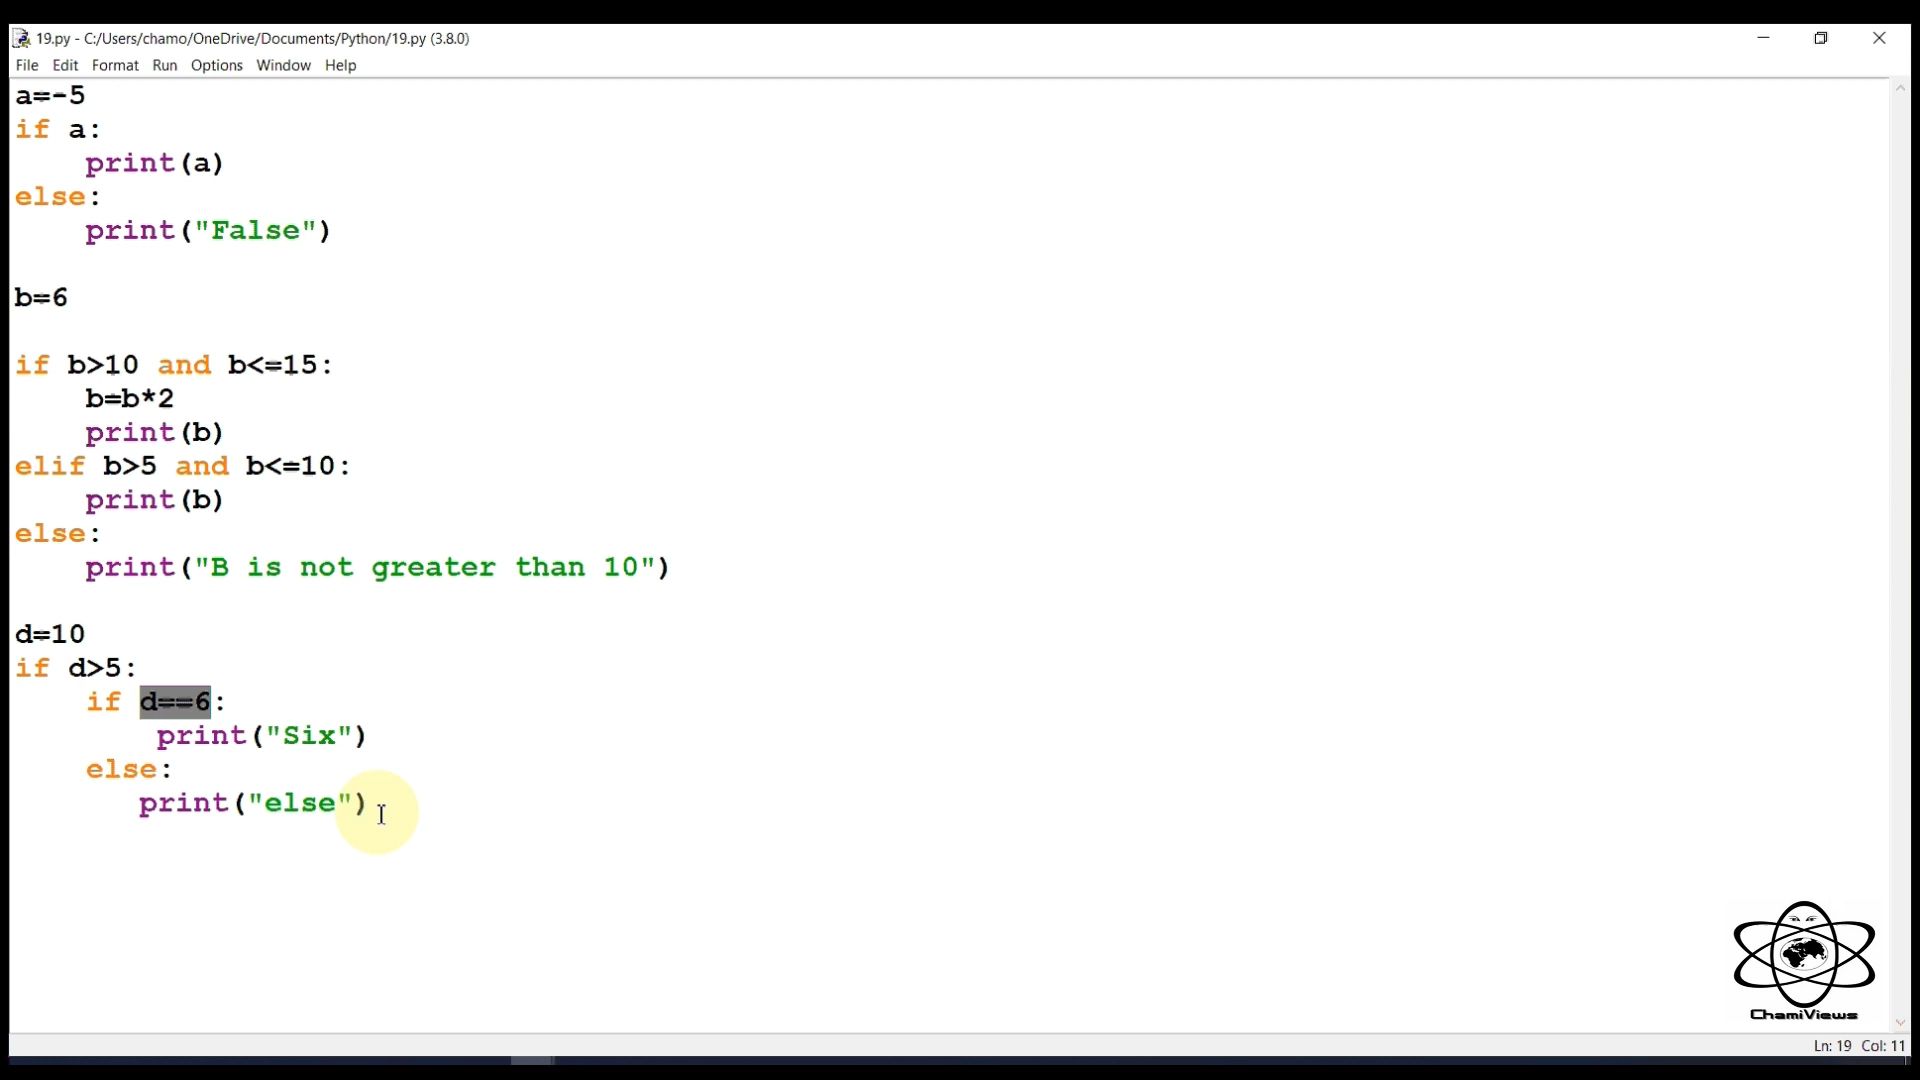 19.py - C:/Users/chamo/OneDrive/Documents/Python/19.py (3.8.0)
File Edit Format Run Options Window Help
a=-5
if a:
    print(a)
else:
    print("False")
b=6
if b>10 and b<=15:
    b=b*2
    print(b)
elif b>5 and b<=10:
    print(b)
else:
    print("B is not greater than 10")
d=10
if d>5:
    if d==6:
        print("Six")
    else:
       print("else")
ChamiViews
Ln: 19 Col: 11